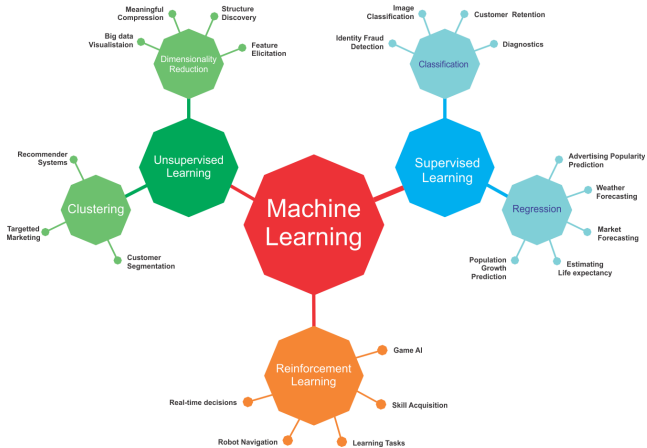 Meaningful
Compression
Structure
Discovery
Big data
Visualistaion
Dimensionality
Reduction
Feature
Elicitation
Image
Classification
Customer Retention
Identity Fraud
Detection
Classification
Diagnostics
Unsupervised
Learning
Supervised
Learning
Recommender
Systems
Clustering
Targetted
Marketing
Customer
Segmentation
Machine
Learning
Advertising Popularity
Prediction
Weather
Forecasting
Regression
Market
Forecasting
Population
Growth
Prediction
Estimating
Life expectancy
Reinforcement
Learning
Game AI
Real-time decisions
Skill Acquisition
Robot Navigation
Learning Tasks